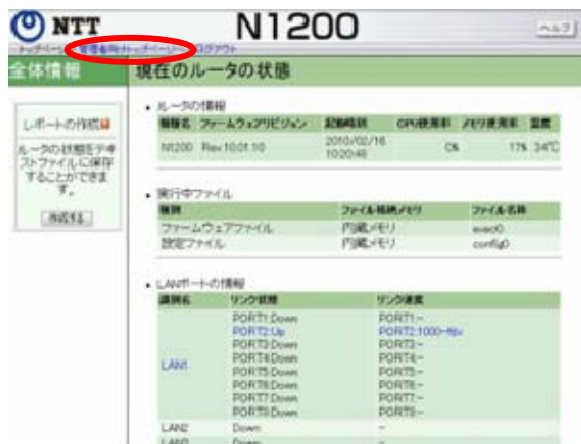 NTT
N1200
ヘルプ
トップページ 管理者向けトップページへ ログアウト
全体情報
現在のルータの状態
レポートの作成
ルータの状態をテキ
ストファイルに保存
することができま
す。
作成する
・ルータの情報
機種名 ファームウェアリビジョン 起動時刻 CPU使用率 メモリ使用率 温度
N1200 Rev.10.01.10 2010/02/16 10:20:46 0% 17% 34℃
・実行中ファイル
種別 ファイル格納メモリ ファイル名称
ファームウェアファイル 内蔵メモリ exec0
設定ファイル 内蔵メモリ config0
・LANポートの情報
識別名 リンク状態 リンク速度
PORT1:Down PORT1:-
PORT2:Up PORT2:1000-fdx
PORT3:Down PORT3:-
PORT4:Down PORT4:-
LAN1 PORT5:Down PORT5:-
PORT6:Down PORT6:-
PORT7:Down PORT7:-
PORT8:Down PORT8:-
LAN2 Down -
LAN3 Down -